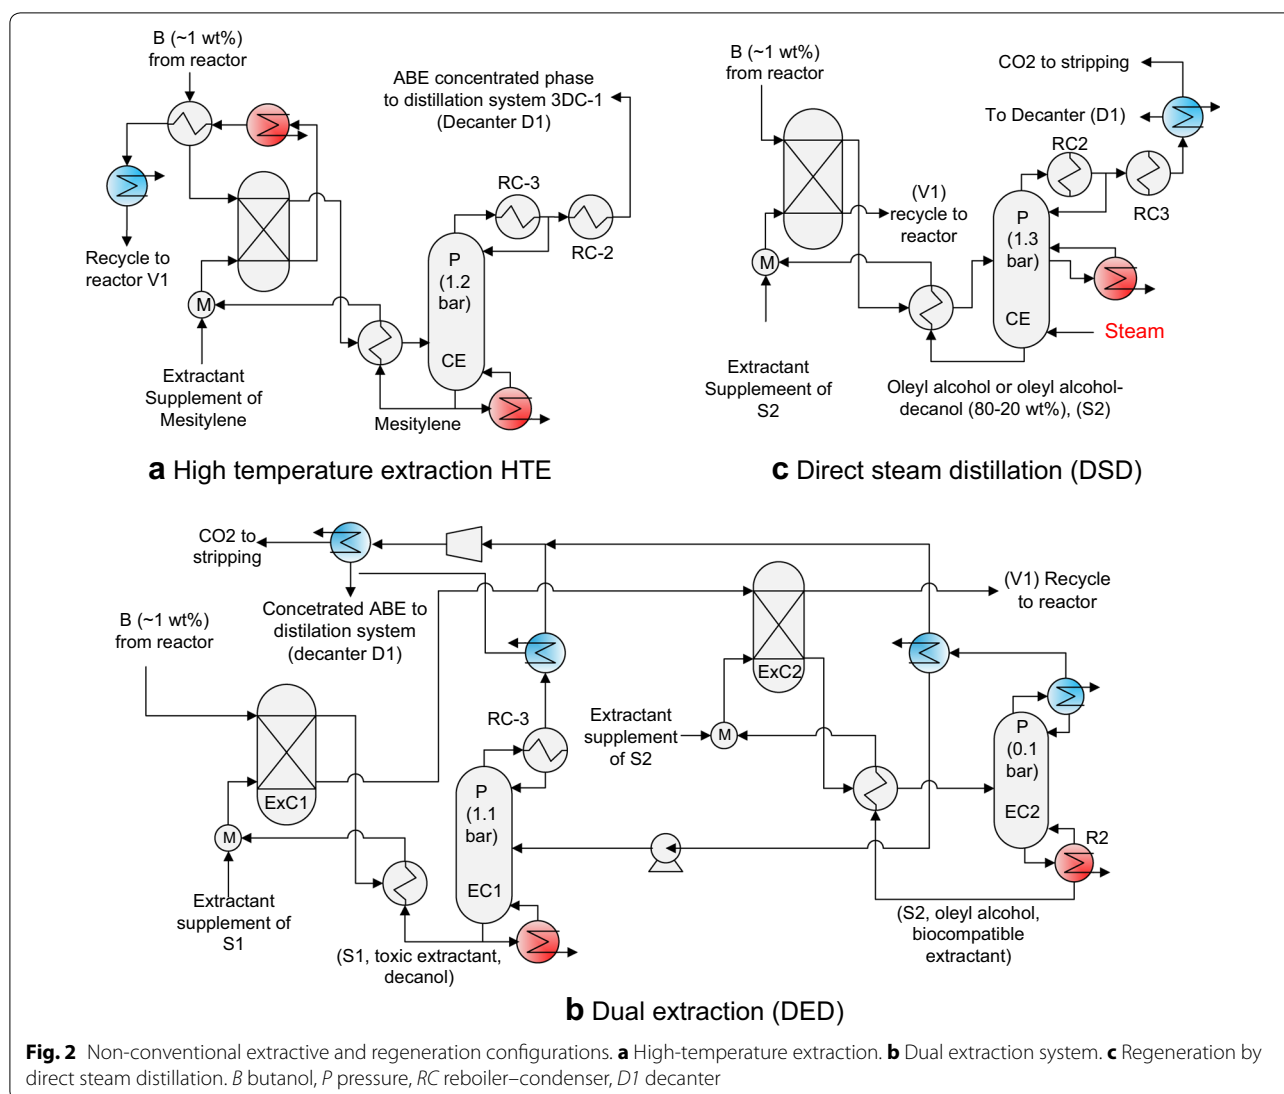 B (~1 wt%)
from reactor
ABE concentrated phase
to distillation system 3DC-1
(Decanter D1)
RC-3
RC-2
P
(1.2
bar)
CE
Recycle to
reactor V1
M
Extractant
Supplement of
Mesitylene
Mesitylene
a High temperature extraction HTE
B (~1 wt%)
from reactor
CO2 to stripping
To Decanter (D1)
RC2
RC3
(V1)
recycle to
reactor
P
(1.3
bar)
CE
M
Steam
Extractant
Supplemeent of
S2
Oleyl alcohol or oleyl alcohol-
decanol (80-20 wt%), (S2)
c Direct steam distillation (DSD)
CO2 to
stripping
Concetrated ABE to
distilation system
(decanter D1)
B (~1 wt%)
from reactor
(V1) Recycle
to reactor
ExC2
ExC1
RC-3
Extractant
supplement
of S2
M
P
(0.1
bar)
EC2
R2
P
(1.1
bar)
EC1
M
Extractant
supplement of
S1
(S1, toxic extractant,
decanol)
(S2, oleyl alcohol,
biocompatible
extractant)
b Dual extraction (DED)
Fig. 2 Non-conventional extractive and regeneration configurations. a High-temperature extraction. b Dual extraction system. c Regeneration by
direct steam distillation. B butanol, P pressure, RC reboiler–condenser, D1 decanter